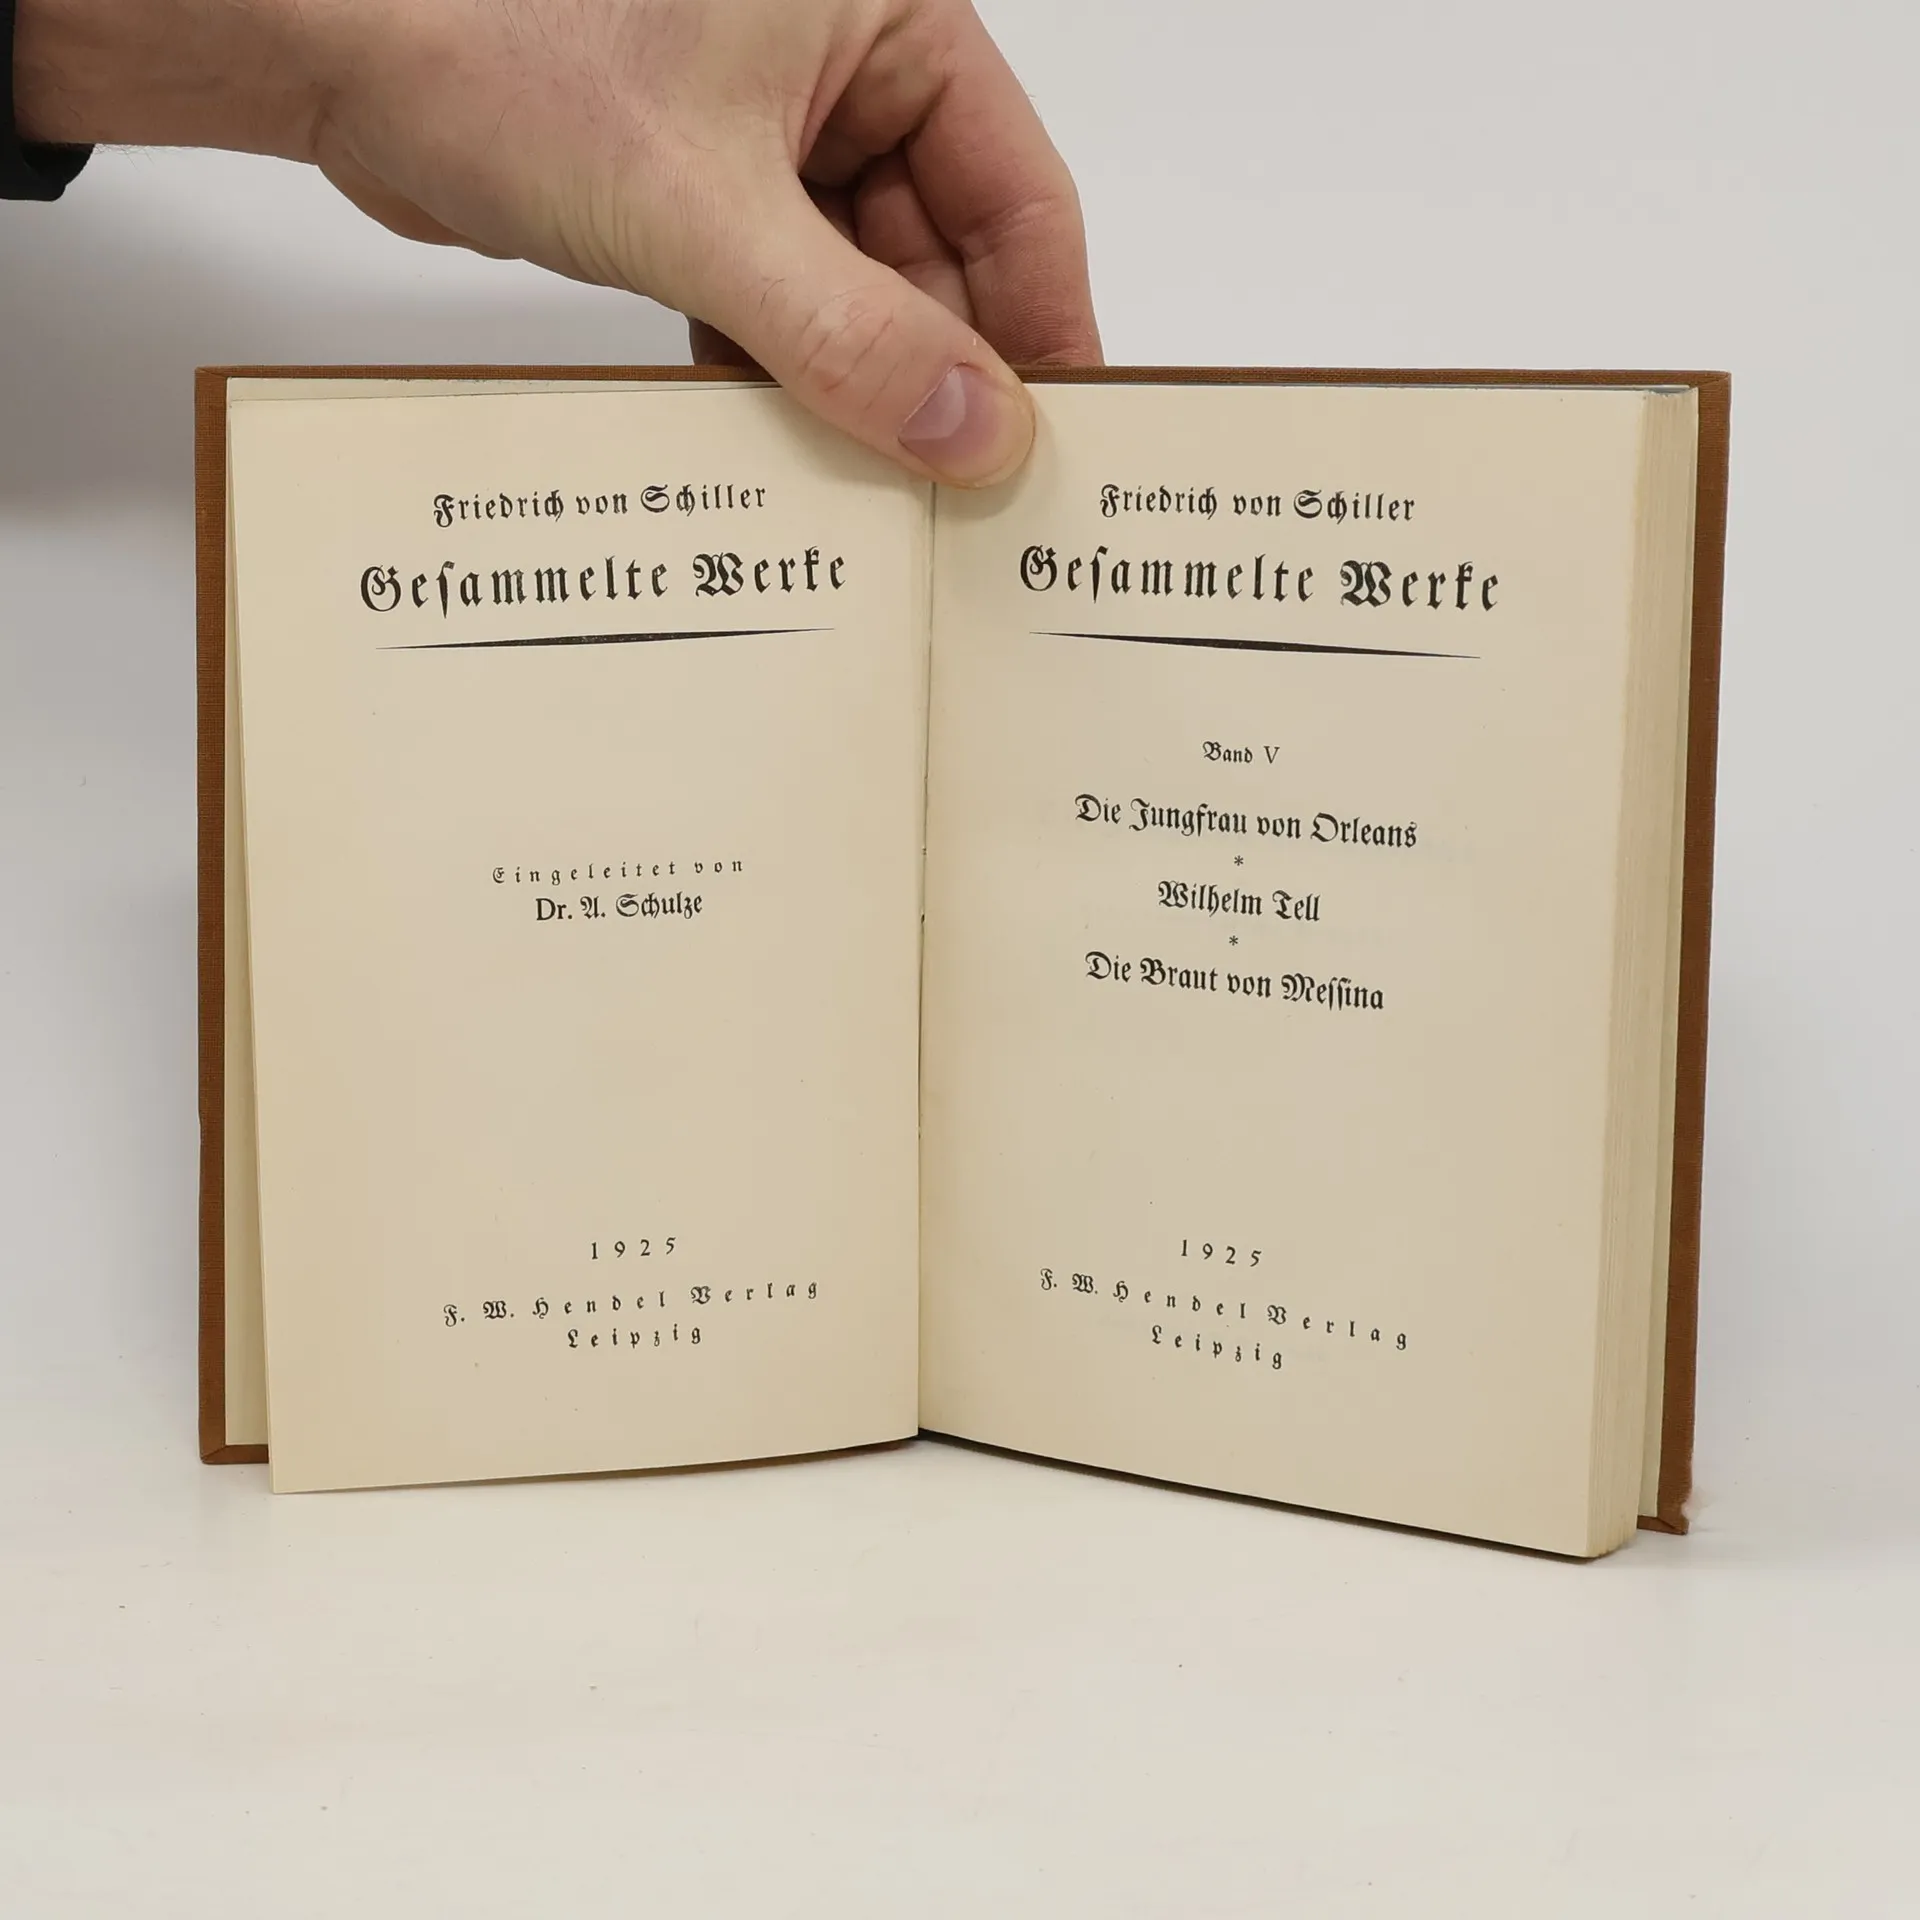 Friedrich von Schiller
Geſammelte Werke
Eingeleitet von
Dr. A. Schulze
1925
F. W. Hendel Verlag
Leipzig
Friedrich von Schiller
Geſammelte Werke
Band V
Die Jungfrau von Orleans
*
Wilhelm Tell
*
Die Braut von Meſſina
1925
F. W. Hendel Verlag
Leipzig